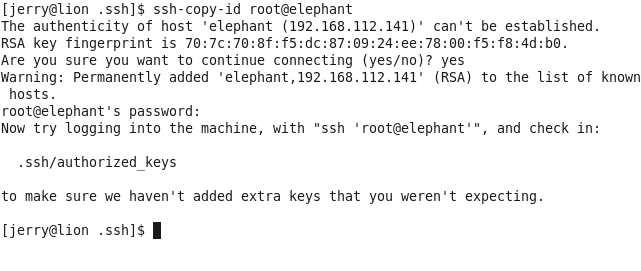 [jerry@lion .ssh]$ ssh-copy-id root@elephant
The authenticity of host 'elephant (192.168.112.141)' can't be established.
RSA key fingerprint is 70:7c:70:8f:f5:dc:87:09:24:ee:78:00:f5:f8:4d:b0.
Are you sure you want to continue connecting (yes/no)? yes
Warning: Permanently added 'elephant,192.168.112.141' (RSA) to the list of known
 hosts.
root@elephant's password:
Now try logging into the machine, with "ssh 'root@elephant'", and check in:

  .ssh/authorized_keys

to make sure we haven't added extra keys that you weren't expecting.

[jerry@lion .ssh]$